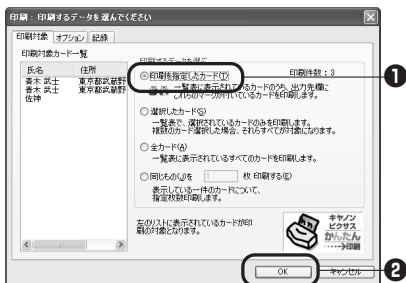 印刷：印刷するデータを選んでください
印刷対象 オプション 記録
印刷対象カード一覧
氏名 住所
青木 武士 東京都武蔵野
青木 武士 東京都武蔵野
佐神
印刷するデータを選ぶ
印刷を指定したカード(T) 印刷件数：3
一覧表に表示されているカードのうち、出力先欄に
これらのマークが付いているカードを印刷します。
選択したカード(S)
一覧表で、選択されているカードのみを印刷します。
複数のカード選択した場合、それらすべてが対象になります。
全カード(A)
一覧表に表示されているすべてのカードを印刷します。
同じもの(J)を 1 枚 印刷する(E)
表示している一件のカードについて、
指定枚数印刷します。
左のリストに表示されているカードが印
刷の対象となります。
キヤノン
ピクサス
かんたん
印刷
OK キャンセル
❶
❷